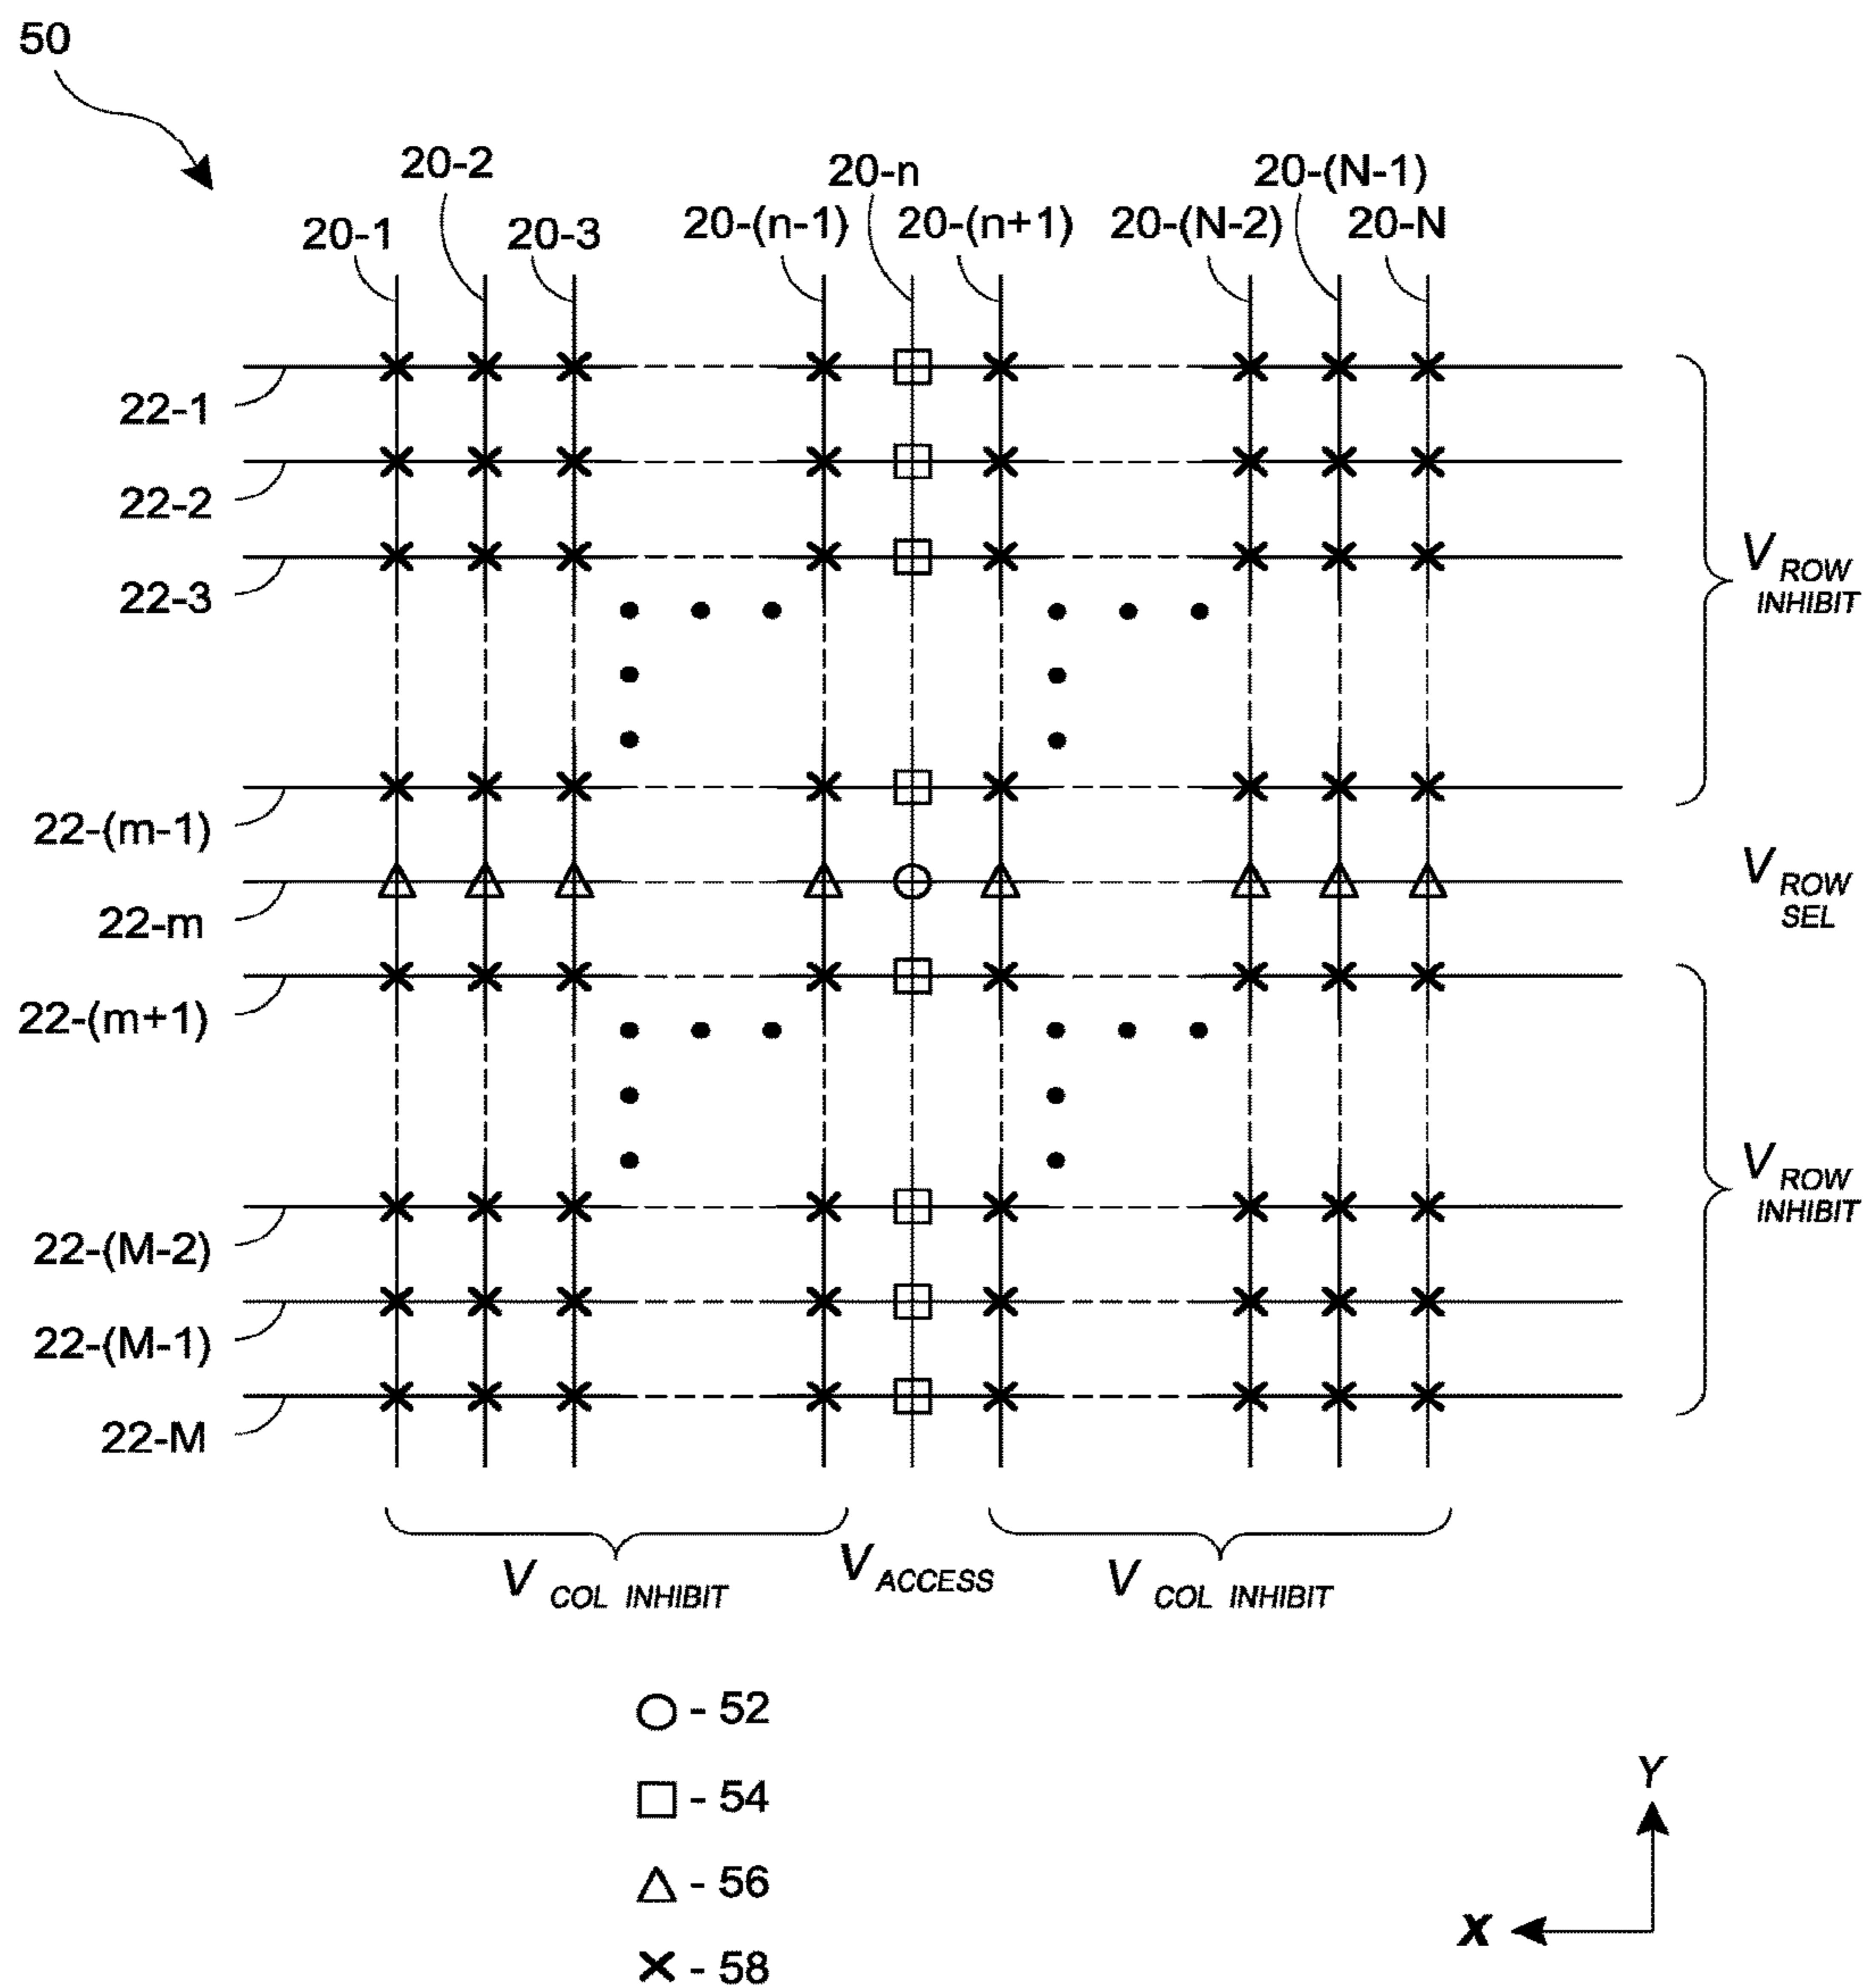 50
20-2
20-n
20-(N-1)
20-1
20-3
20-(n-1)
20-(n+1)
20-(N-2)
20-N
22-1
22-2
22-3
V ROW INHIBIT
22-(m-1)
22-m
V ROW SEL
22-(m+1)
V ROW INHIBIT
22-(M-2)
22-(M-1)
22-M
V COL INHIBIT
V ACCESS
V COL INHIBIT
- 52
- 54
- 56
- 58
Y
X